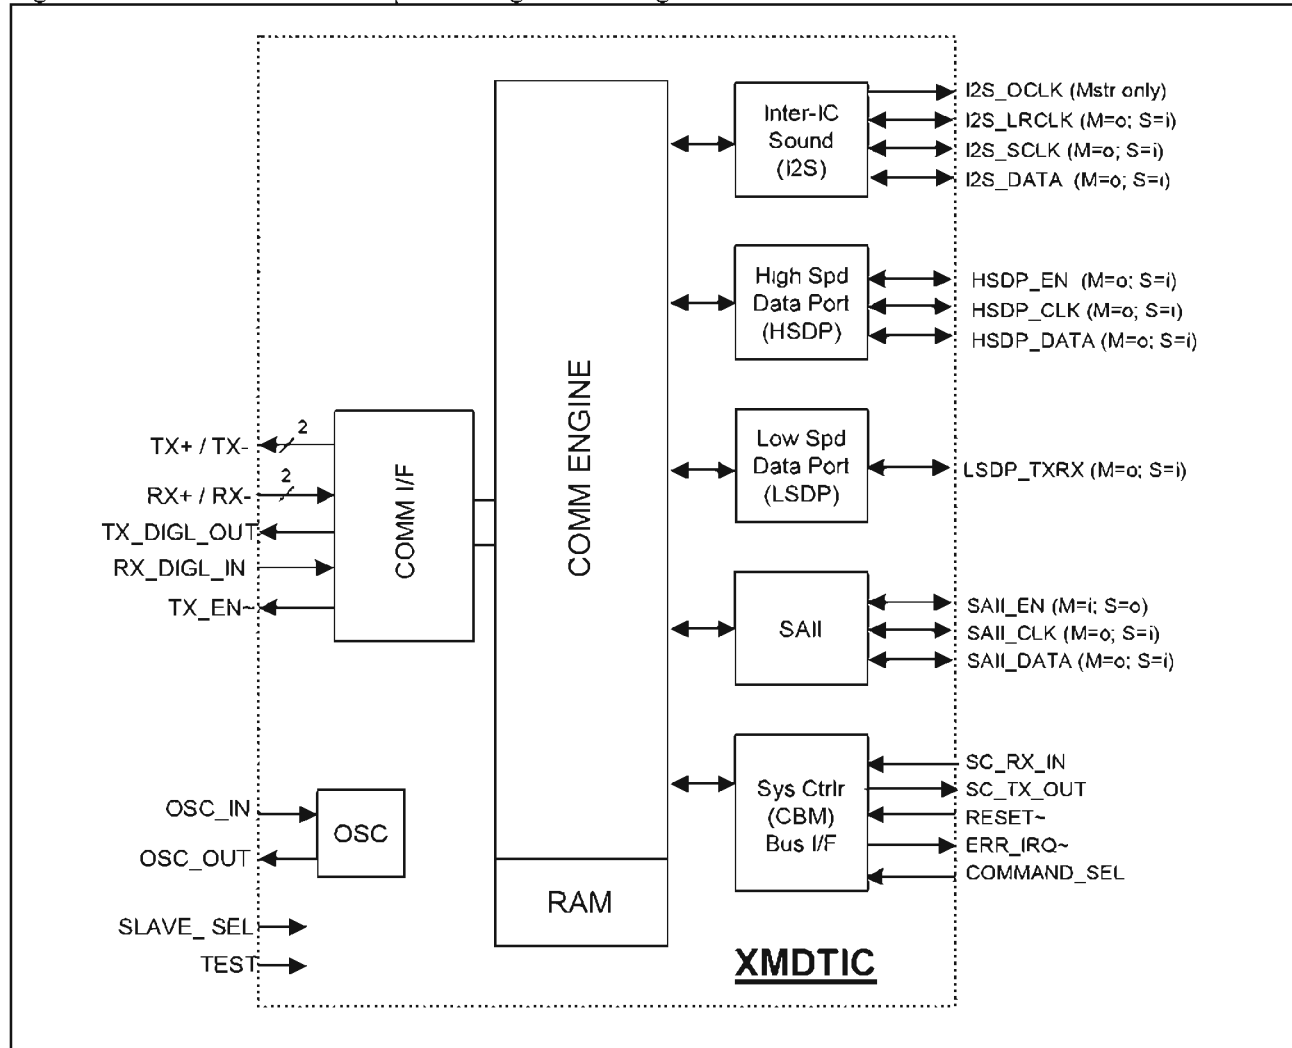 I2S_OCLK (Mstr only)
I2S_LRCLK (M=o; S=i)
I2S_SCLK (M=o; S=i)
I2S_DATA (M=o; S=i)
Inter-IC
Sound
(I2S)
HSDP_EN (M=o; S=i)
HSDP_CLK (M=o; S=i)
HSDP_DATA (M=o; S=i)
High Spd
Data Port
(HSDP)
COMM ENGINE
Low Spd
Data Port
(LSDP)
LSDP_TXRX (M=o; S=i)
TX+ / TX-
2
RX+ / RX-
2
TX_DIGL_OUT
RX_DIGL_IN
TX_EN~
COMM I/F
SAII
SAII_EN (M=i; S=o)
SAII_CLK (M=o; S=i)
SAII_DATA (M=o; S=i)
Sys Ctrlr
(CBM)
Bus I/F
SC_RX_IN
SC_TX_OUT
RESET~
ERR_IRQ~
COMMAND_SEL
OSC_IN
OSC_OUT
OSC
RAM
SLAVE_ SEL
TEST
XMDTIC